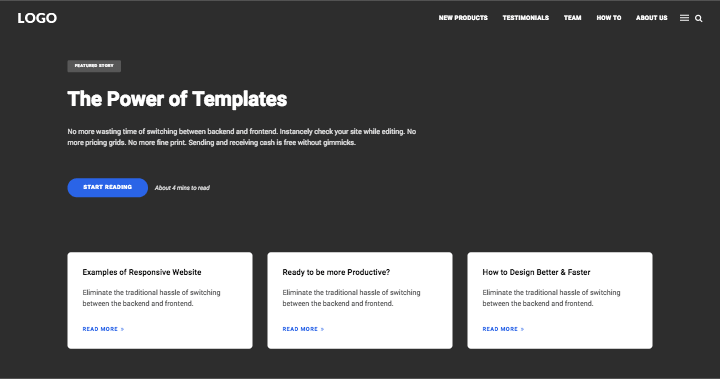 LOGO
NEW PRODUCTS TESTIMONIALS TEAM HOW TO ABOUT US
FEATURED STORY
The Power of Templates
No more wasting time of switching between backend and frontend. Instancely check your site while editing. No
more pricing grids. No more fine print. Sending and receiving cash is free without gimmicks.
START READING About 4 mins to read
Examples of Responsive Website
Eliminate the traditional hassle of switching
between the backend and frontend.
READ MORE »
Ready to be more Productive?
Eliminate the traditional hassle of switching
between the backend and frontend.
READ MORE »
How to Design Better & Faster
Eliminate the traditional hassle of switching
between the backend and frontend.
READ MORE »